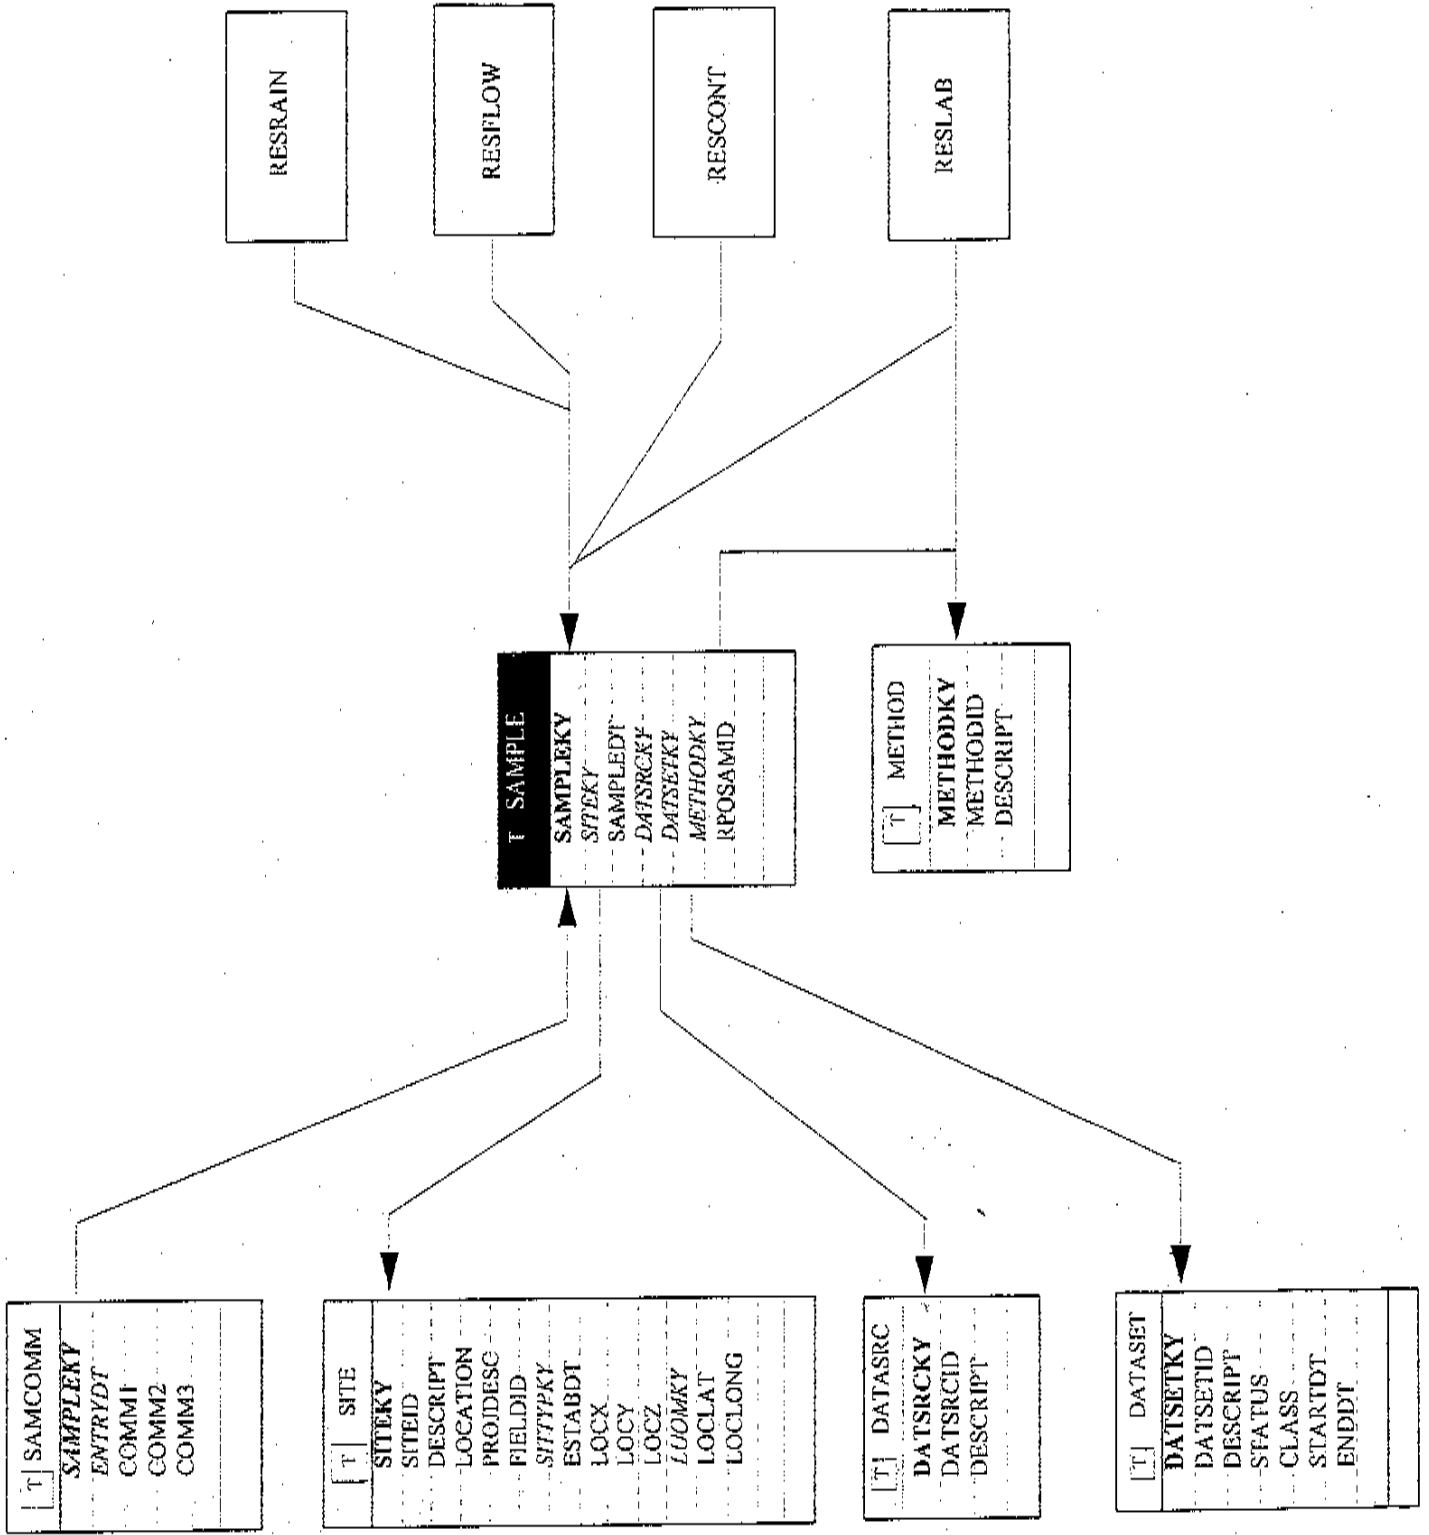 T SAMCOMM
SAMPLEKY
ENTRYDT
COMM1
COMM2
COMM3
T SITE
SITEKY
SITEID
DESCRIPT
LOCATION
PROJDESC
FIELDID
SITTYPKY
ESTABDT
LOCX
LOCY
LOCZ
LUOMKY
LOCLAT
LOCLONG
T DATASRC
DATSRCKY
DATSRCID
DESCRIPT
T DATASET
DATSETKY
DATSETID
DESCRIPT
STATUS
CLASS
STARTDT
ENDDT
T SAMPLE
SAMPLEKY
SITEKY
SAMPLEDT
DATSRCKY
DATSETKY
METHODKY
RPOSAMID
T METHOD
METHODKY
METHODID
DESCRIPT
RESRAIN
RESFLOW
RESCONT
RESLAB